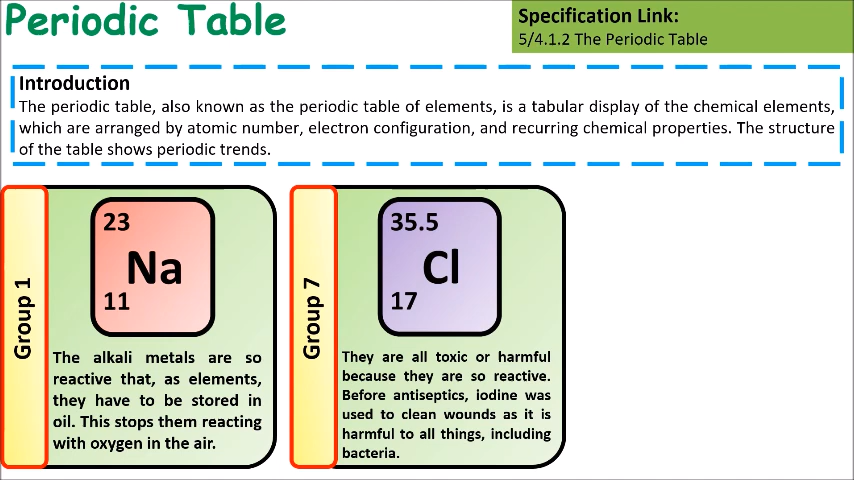 Periodic Table
Specification Link:
5/4.1.2 The Periodic Table
Introduction
The periodic table, also known as the periodic table of elements, is a tabular display of the chemical elements,
which are arranged by atomic number, electron configuration, and recurring chemical properties. The structure
of the table shows periodic trends.
Group 1
23
Na
11
The alkali metals are so
reactive that, as elements,
they have to be stored in
oil. This stops them reacting
with oxygen in the air.
Group 7
35.5
Cl
17
They are all toxic or harmful
because they are so reactive.
Before antiseptics, iodine was
used to clean wounds as it is
harmful to all things, including
bacteria.